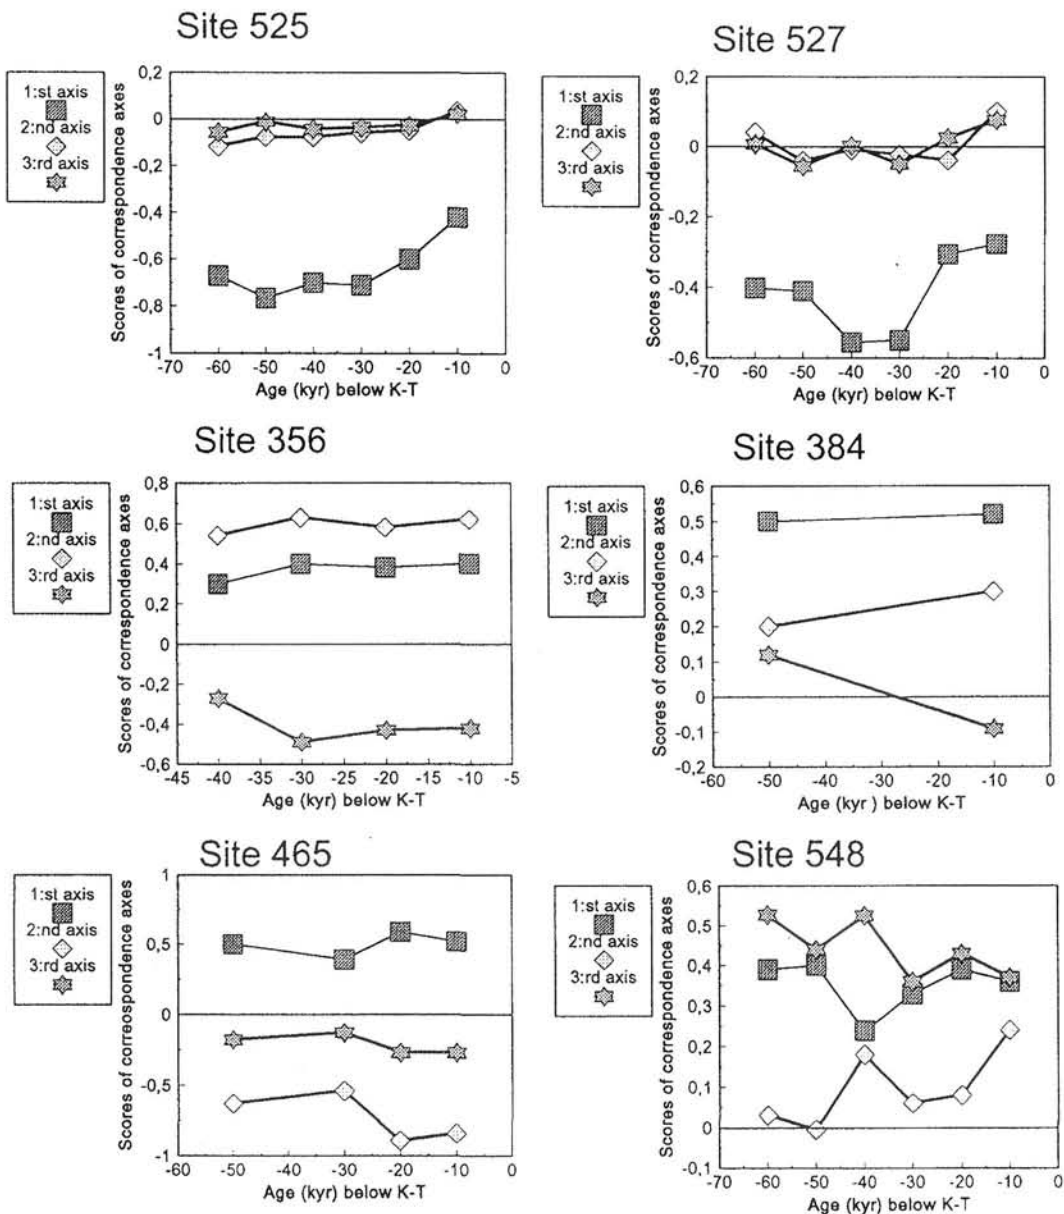 Site 525
1:st axis
2:nd axis
3:rd axis
Scores of correspondence axes
0,2
0
-0,2
-0,4
-0,6
-0,8
-1
-70 -60 -50 -40 -30 -20 -10 0
Age (kyr) below K-T
Site 527
1:st axis
2:nd axis
3:rd axis
Scores of correspondence axes
0,2
0
-0,2
-0,4
-0,6
-70 -60 -50 -40 -30 -20 -10 0
Age (kyr) below K-T
Site 356
1:st axis
2:nd axis
3:rd axis
Scores of correspondence axes
0,8
0,6
0,4
0,2
0
-0,2
-0,4
-0,6
-45 -40 -35 -30 -25 -20 -15 -10 -5
Age (kyr) below K-T
Site 384
1:st axis
2:nd axis
3:rd axis
Scores of correspondence axes
0,6
0,5
0,4
0,3
0,2
0,1
0
-0,1
-0,2
-60 -50 -40 -30 -20 -10 0
Age (kyr ) below K-T
Site 465
1:st axis
2:nd axis
3:rd axis
Scores of correospondence axes
1
0,5
0
-0,5
-1
-60 -50 -40 -30 -20 -10 0
Age (kyr) below K-T
Site 548
1:st axis
2:nd axis
3:rd axis
Scores of correspondence axes
0,6
0,5
0,4
0,3
0,2
0,1
0
-0,1
-70 -60 -50 -40 -30 -20 -10 0
Age (kyr) below K-T